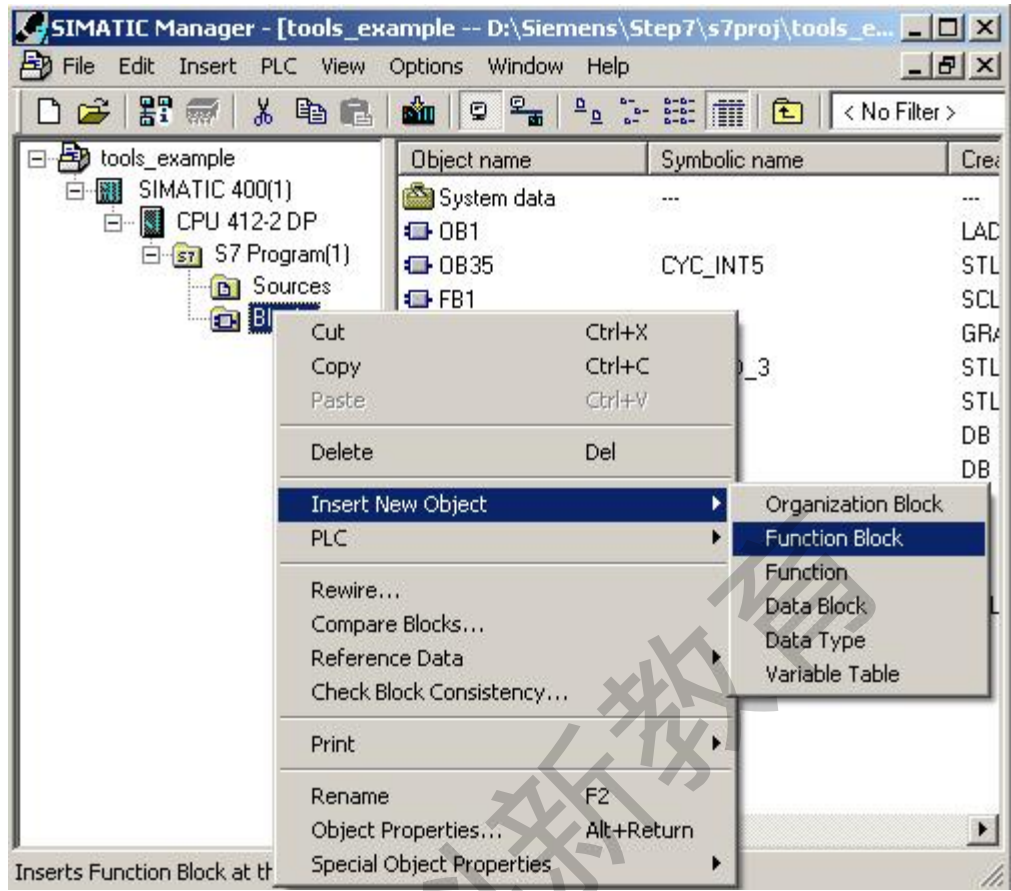 SIMATIC Manager - [tools_example -- D:\Siemens\Step7\s7proj\tools_e...
File Edit Insert PLC View Options Window Help
< No Filter >
tools_example
SIMATIC 400(1)
CPU 412-2 DP
S7 Program(1)
Sources
Object name Symbolic name
System data --- ---
OB1
OB35 CYC_INT5 STL
FB1 SCL
_3 STL
STL
DB
DB
Cut Ctrl+X
Copy Ctrl+C
Paste Ctrl+V
Delete Del
Insert New Object
PLC
Rewire...
Compare Blocks...
Reference Data
Check Block Consistency...
Print
Rename F2
Object Properties... Alt+Return
Special Object Properties
Organization Block
Function Block
Function
Data Block
Data Type
Variable Table
Inserts Function Block at th
新教育